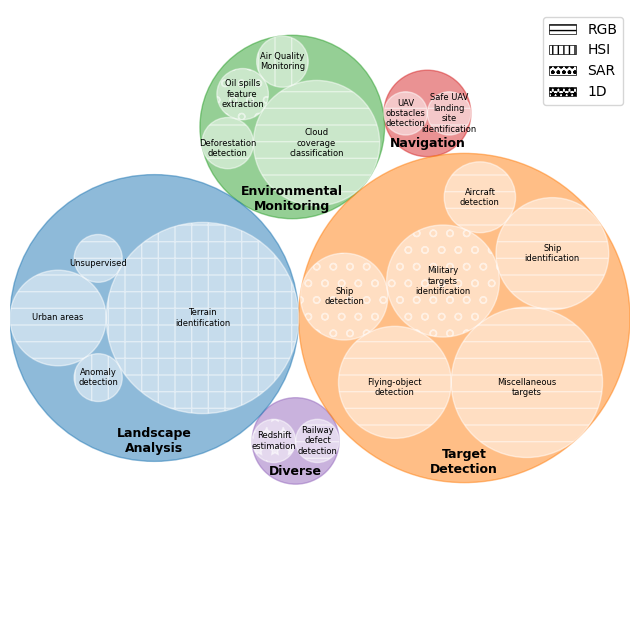 RGB
HSI
SAR
1D
Air Quality
Monitoring
Oil spills
feature
extraction
Deforestation
detection
Cloud
coverage
classification
Environmental
Monitoring
UAV
obstacles
detection
Safe UAV
landing
site
identification
Navigation
Unsupervised
Urban areas
Terrain
identification
Anomaly
detection
Landscape
Analysis
Aircraft
detection
Ship
identification
Military
targets
identification
Ship
detection
Flying-object
detection
Miscellaneous
targets
Target
Detection
Redshift
estimation
Railway
defect
detection
Diverse